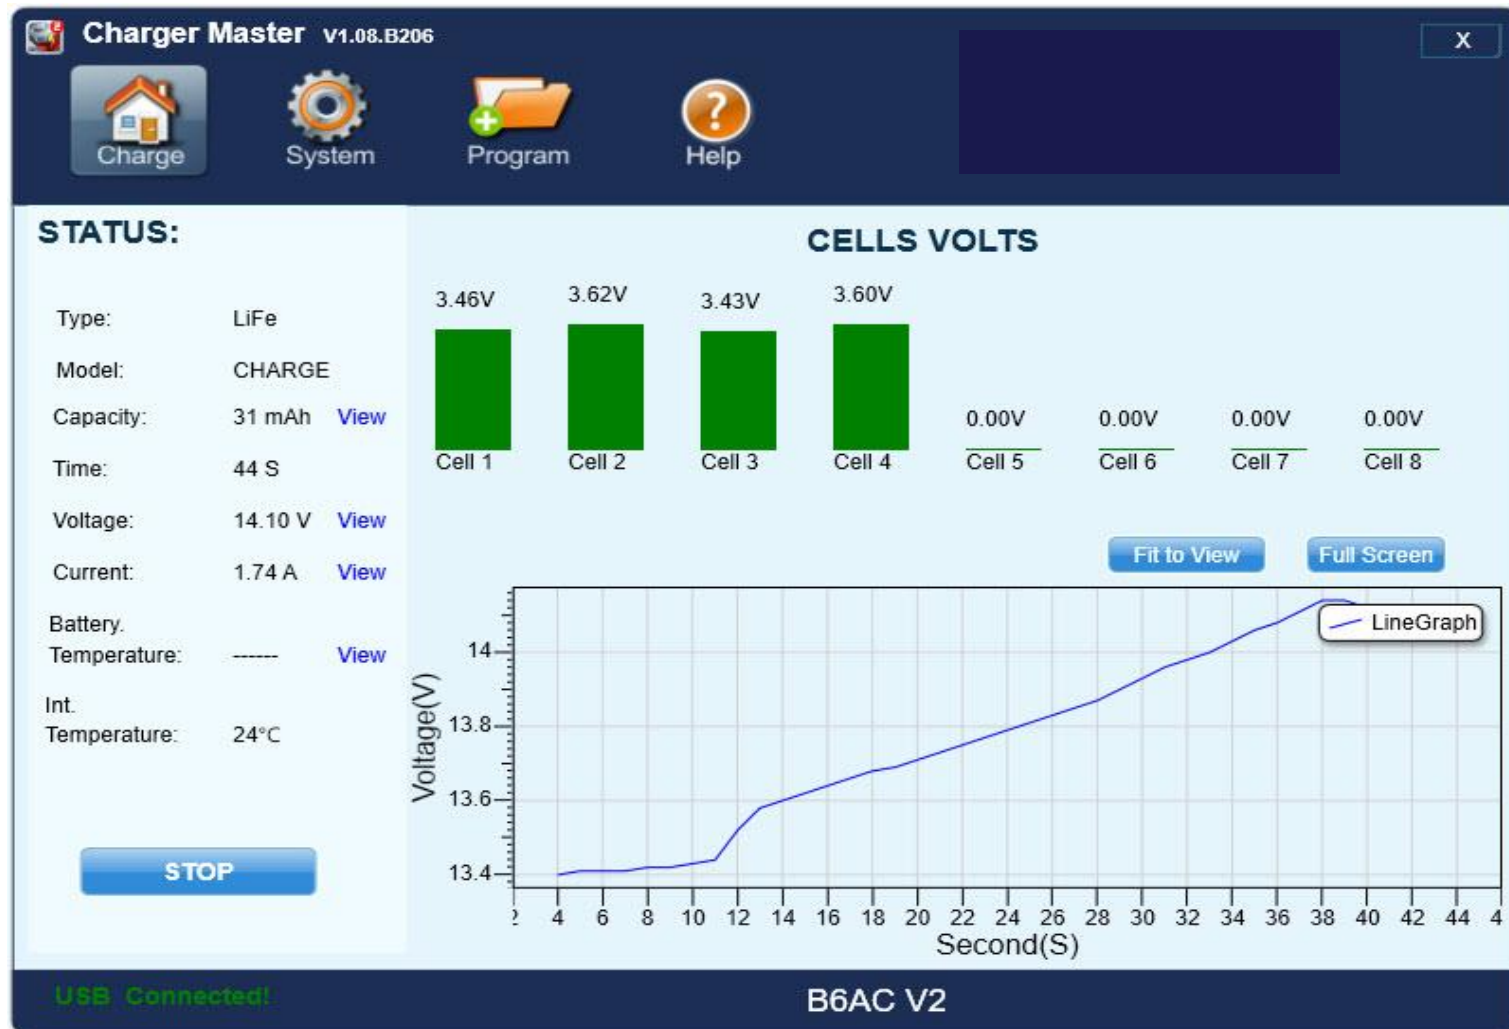 Charger Master V1.08.B206
X
Charge System Program Help
STATUS:
Type: LiFe
Model: CHARGE
Capacity: 31 mAh View
Time: 44 S
Voltage: 14.10 V View
Current: 1.74 A View
Battery.
Temperature: ------ View
Int.
Temperature: 24°C
STOP
CELLS VOLTS
3.46V 3.62V 3.43V 3.60V 0.00V 0.00V 0.00V 0.00V
Cell 1 Cell 2 Cell 3 Cell 4 Cell 5 Cell 6 Cell 7 Cell 8
Fit to View Full Screen
LineGraph
Voltage(V)
14
13.8
13.6
13.4
4 6 8 10 12 14 16 18 20 22 24 26 28 30 32 34 36 38 40 42 44 4
Second(S)
USB Connected!
B6AC V2